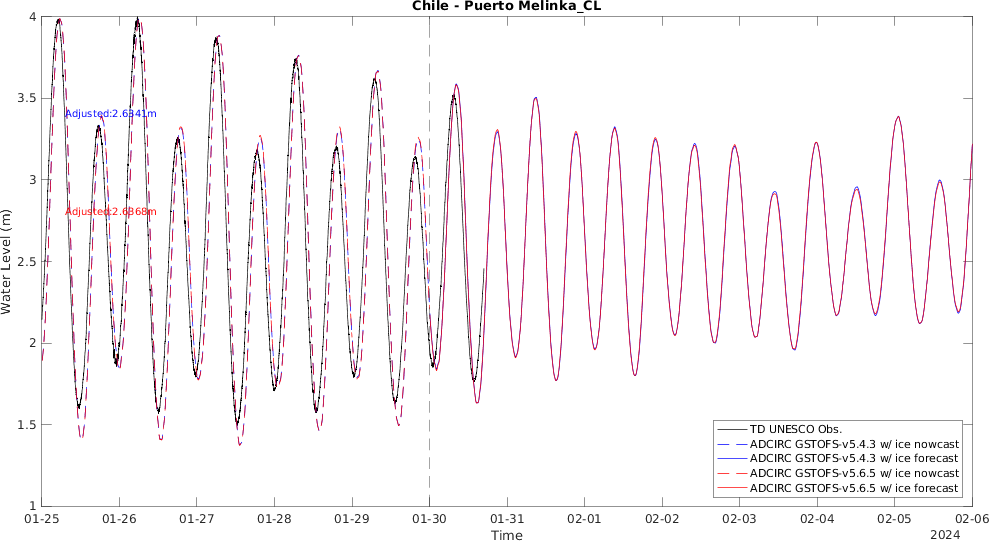 Chile - Puerto Melinka_CL
4
3.5
3
2.5
2
1.5
1
Water Level (m)
Adjusted:2.6341m
Adjusted:2.6368m
TD UNESCO Obs.
ADCIRC GSTOFS-v5.4.3 w/ ice nowcast
ADCIRC GSTOFS-v5.4.3 w/ ice forecast
ADCIRC GSTOFS-v5.6.5 w/ ice nowcast
ADCIRC GSTOFS-v5.6.5 w/ ice forecast
01-25 01-26 01-27 01-28 01-29 01-30 01-31 02-01 02-02 02-03 02-04 02-05 02-06
Time
2024